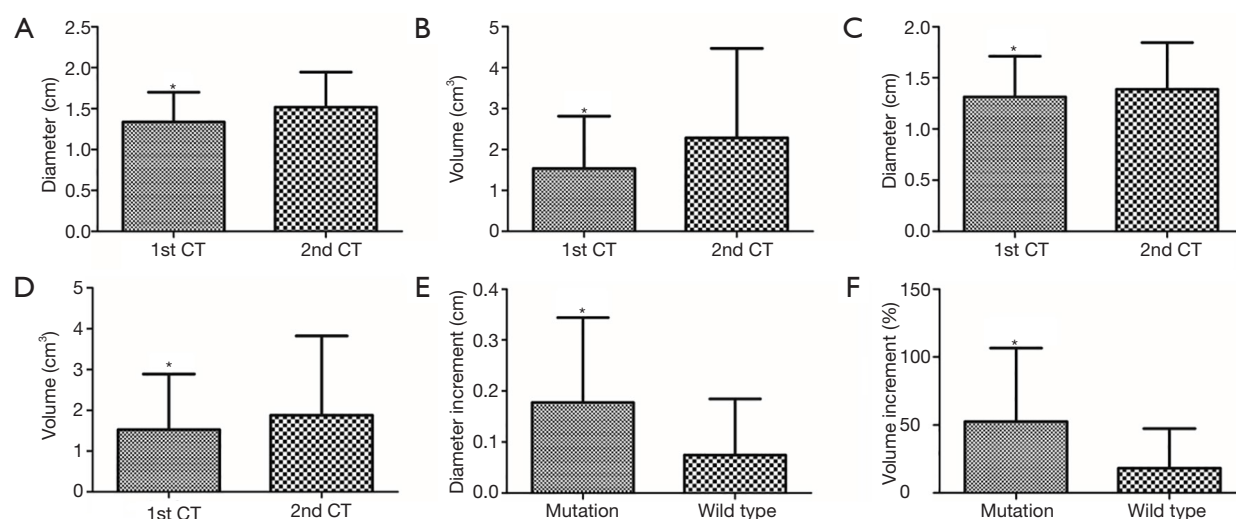 A
Diameter (cm)
2.5
2.0
1.5
1.0
0.5
0.0
*
1st CT
2nd CT
B
Volume (cm³)
5
4
3
2
1
0
*
1st CT
2nd CT
C
Diameter (cm)
2.0
1.5
1.0
0.5
0.0
*
1st CT
2nd CT
D
Volume (cm³)
5
4
3
2
1
0
*
1st CT
2nd CT
E
Diameter increment (cm)
0.4
0.3
0.2
0.1
0.0
*
Mutation
Wild type
F
Volume increment (%)
150
100
50
0
*
Mutation
Wild type